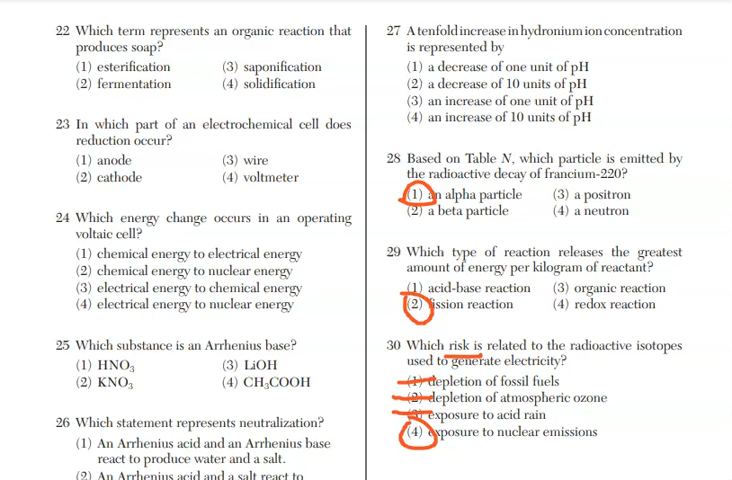 22 Which term represents an organic reaction that
produces soap?
(1) esterification (3) saponification
(2) fermentation (4) solidification
23 In which part of an electrochemical cell does
reduction occur?
(1) anode (3) wire
(2) cathode (4) voltmeter
24 Which energy change occurs in an operating
voltaic cell?
(1) chemical energy to electrical energy
(2) chemical energy to nuclear energy
(3) electrical energy to chemical energy
(4) electrical energy to nuclear energy
25 Which substance is an Arrhenius base?
(1) HNO₃ (3) LiOH
(2) KNO₃ (4) CH₃COOH
26 Which statement represents neutralization?
(1) An Arrhenius acid and an Arrhenius base
react to produce water and a salt.
(2) An Arrhenius acid and a salt react to
27 A tenfold increase in hydronium ion concentration
is represented by
(1) a decrease of one unit of pH
(2) a decrease of 10 units of pH
(3) an increase of one unit of pH
(4) an increase of 10 units of pH
28 Based on Table N, which particle is emitted by
the radioactive decay of francium-220?
(1) an alpha particle (3) a positron
(2) a beta particle (4) a neutron
29 Which type of reaction releases the greatest
amount of energy per kilogram of reactant?
(1) acid-base reaction (3) organic reaction
(2) fission reaction (4) redox reaction
30 Which risk is related to the radioactive isotopes
used to generate electricity?
(1) depletion of fossil fuels
(2) depletion of atmospheric ozone
(3) exposure to acid rain
(4) exposure to nuclear emissions